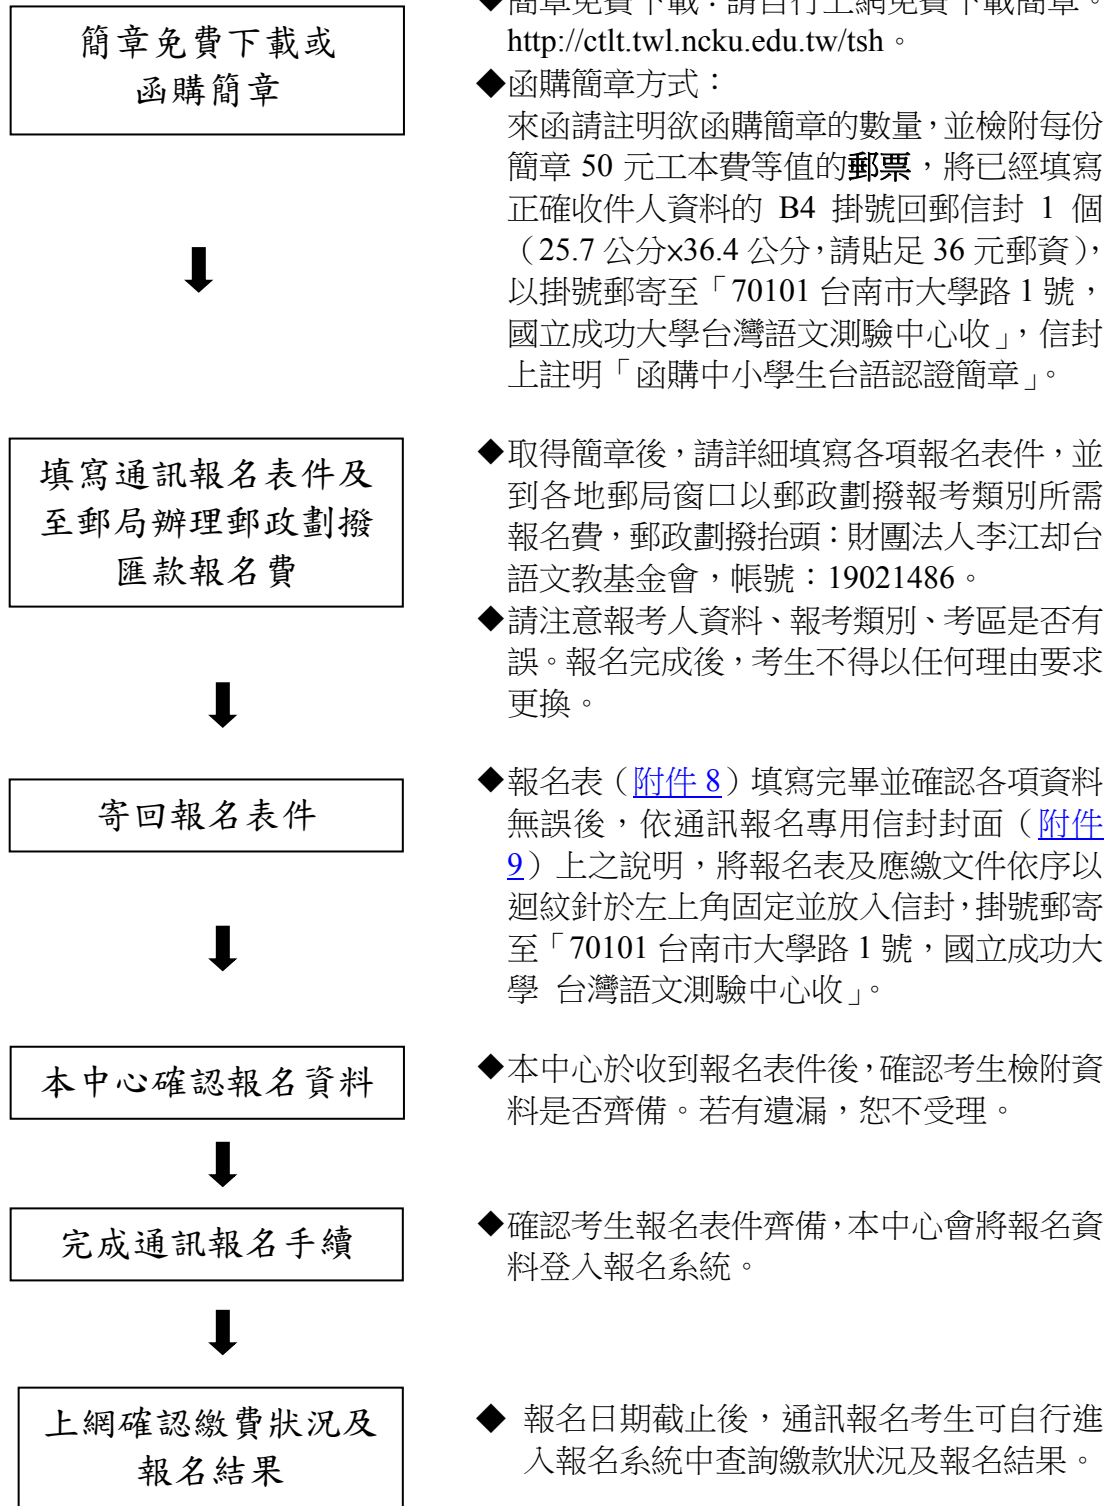 簡章免費下載或
函購簡章
◆簡章免費下載：請自行上網免費下載簡章。
http://ctlt.twl.ncku.edu.tw/tsh。
◆函購簡章方式：
來函請註明欲函購簡章的數量，並檢附每份
簡章 50 元工本費等值的郵票，將已經填寫
正確收件人資料的 B4 掛號回郵信封 1 個
（25.7 公分×36.4 公分，請貼足 36 元郵資），
以掛號郵寄至「70101 台南市大學路 1 號，
國立成功大學台灣語文測驗中心收」，信封
上註明「函購中小學生台語認證簡章」。
填寫通訊報名表件及
至郵局辦理郵政劃撥
匯款報名費
◆取得簡章後，請詳細填寫各項報名表件，並
到各地郵局窗口以郵政劃撥報考類別所需
報名費，郵政劃撥抬頭：財團法人李江却台
語文教基金會，帳號：19021486。
◆請注意報考人資料、報考類別、考區是否有
誤。報名完成後，考生不得以任何理由要求
更換。
寄回報名表件
◆報名表（附件 8）填寫完畢並確認各項資料
無誤後，依通訊報名專用信封封面（附件
9）上之說明，將報名表及應繳文件依序以
迴紋針於左上角固定並放入信封，掛號郵寄
至「70101 台南市大學路 1 號，國立成功大
學 台灣語文測驗中心收」。
本中心確認報名資料
◆本中心於收到報名表件後，確認考生檢附資
料是否齊備。若有遺漏，恕不受理。
完成通訊報名手續
◆確認考生報名表件齊備，本中心會將報名資
料登入報名系統。
上網確認繳費狀況及
報名結果
◆ 報名日期截止後，通訊報名考生可自行進
入報名系統中查詢繳款狀況及報名結果。